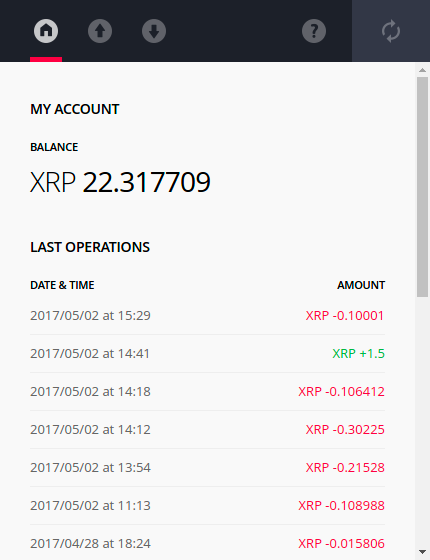 ?
MY ACCOUNT
BALANCE
XRP 22.317709
LAST OPERATIONS
DATE & TIME AMOUNT
2017/05/02 at 15:29 XRP -0.10001
2017/05/02 at 14:41 XRP +1.5
2017/05/02 at 14:18 XRP -0.106412
2017/05/02 at 14:12 XRP -0.30225
2017/05/02 at 13:54 XRP -0.21528
2017/05/02 at 11:13 XRP -0.108988
2017/04/28 at 18:24 XRP -0.015806